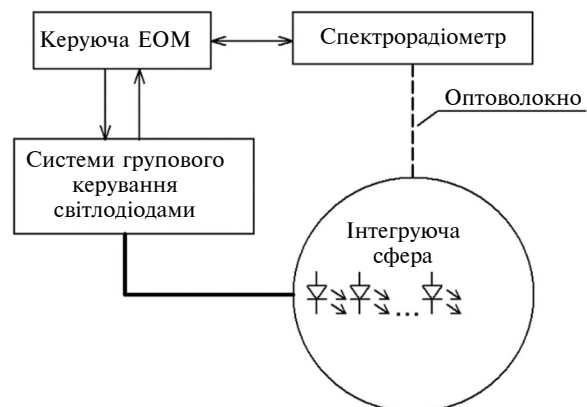 Керуюча ЕОМ
Спектрорадіометр
Оптоволокно
Системи групового
керування
світлодіодами
Інтегруюча
сфера
...